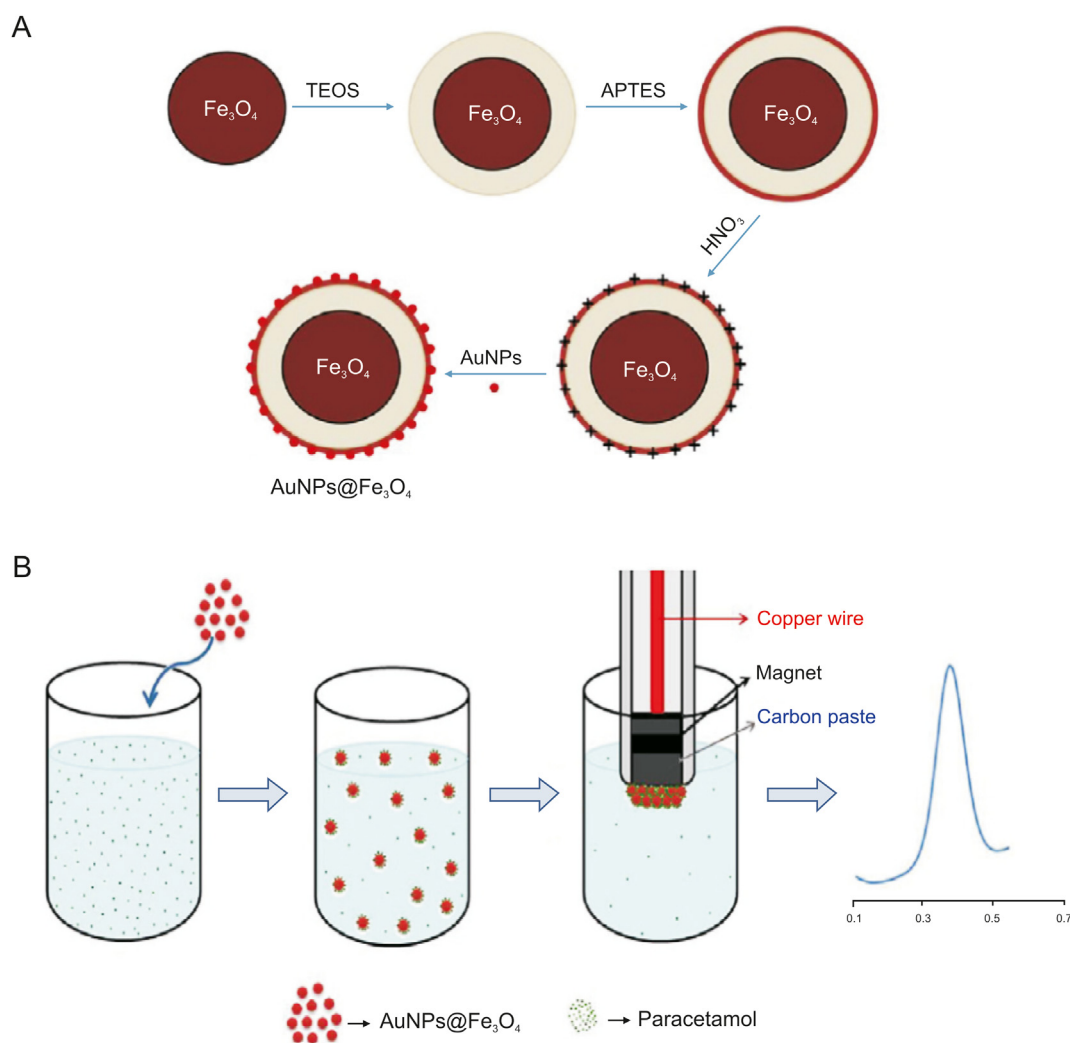 A
Fe₃O₄
TEOS
Fe₃O₄
APTES
Fe₃O₄
HNO₃
Fe₃O₄
AuNPs
Fe₃O₄
AuNPs@Fe₃O₄
B
Copper wire
Magnet
Carbon paste
0.1 0.3 0.5 0.7
AuNPs@Fe₃O₄
Paracetamol